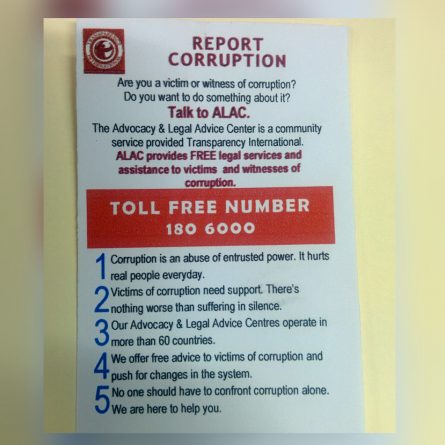 REPORT
CORRUPTION
Are you a victim or witness of corruption?
Do you want to do something about it?
Talk to ALAC.
The Advocacy & Legal Advice Center is a community
service provided Transparency International.
ALAC provides FREE legal services and
assistance to victims and witnesses of
corruption.
TOLL FREE NUMBER
180 6000
1 Corruption is an abuse of entrusted power. It hurts
real people everyday.
2 Victims of corruption need support. There's
nothing worse than suffering in silence.
3 Our Advocacy & Legal Advice Centres operate in
more than 60 countries.
4 We offer free advice to victims of corruption and
push for changes in the system.
5 No one should have to confront corruption alone.
We are here to help you.